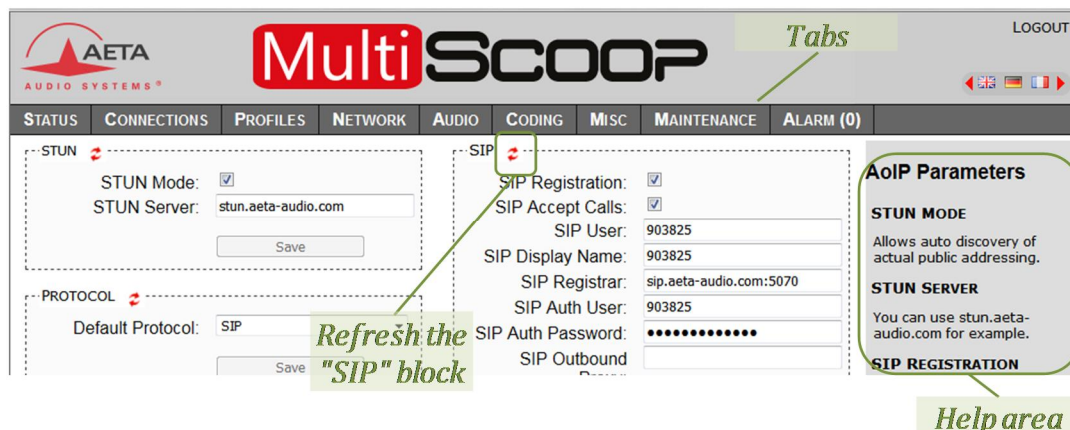 AETA
AUDIO SYSTEMS®
MultiScoop
Tabs
LOGOUT
STATUS CONNECTIONS PROFILES NETWORK AUDIO CODING MISC MAINTENANCE ALARM (0)
STUN
STUN Mode:
STUN Server: stun.aeta-audio.com
Save
PROTOCOL
Default Protocol: SIP
Save
SIP
SIP Registration:
SIP Accept Calls:
SIP User: 903825
SIP Display Name: 903825
SIP Registrar: sip.aeta-audio.com:5070
SIP Auth User: 903825
SIP Auth Password: •••••••••••••
SIP Outbound
Refresh the
"SIP" block
AoIP Parameters
STUN MODE
Allows auto discovery of
actual public addressing.
STUN SERVER
You can use stun.aeta-
audio.com for example.
SIP REGISTRATION
Help area